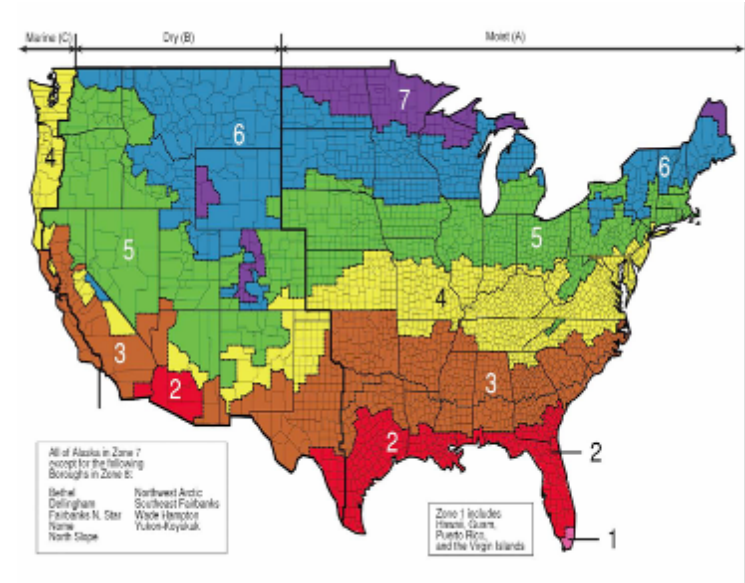 Marine (C) Dry (B) Moist (A)
7
6
6
4
5
5
4
3
3
2
2
2
1
All of Alaska in Zone 7
except for the following
Boroughs in Zone 8:
Bethel Northwest Arctic
Dellingham Southeast Fairbanks
Fairbanks N. Star Wade Hampton
Nome Yukon-Koyukuk
North Slope
Zone 1 includes
Hawaii, Guam,
Puerto Rico,
and the Virgin Islands